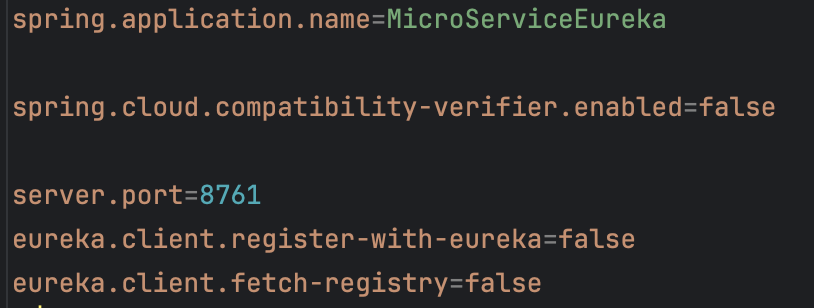 spring.application.name=MicroServiceEureka
spring.cloud.compatibility-verifier.enabled=false
server.port=8761
eureka.client.register-with-eureka=false
eureka.client.fetch-registry=false